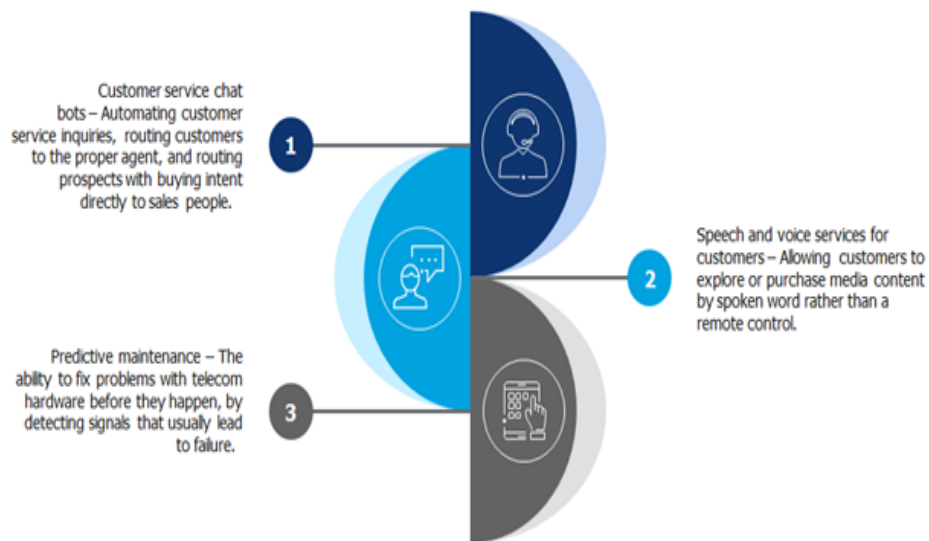 Customer service chat
bots – Automating customer
service inquiries, routing customers
to the proper agent, and routing
prospects with buying intent
directly to sales people.
1
Speech and voice services for
customers – Allowing customers to
explore or purchase media content
by spoken word rather than a
remote control.
2
Predictive maintenance – The
ability to fix problems with telecom
hardware before they happen, by
detecting signals that usually lead
to failure.
3